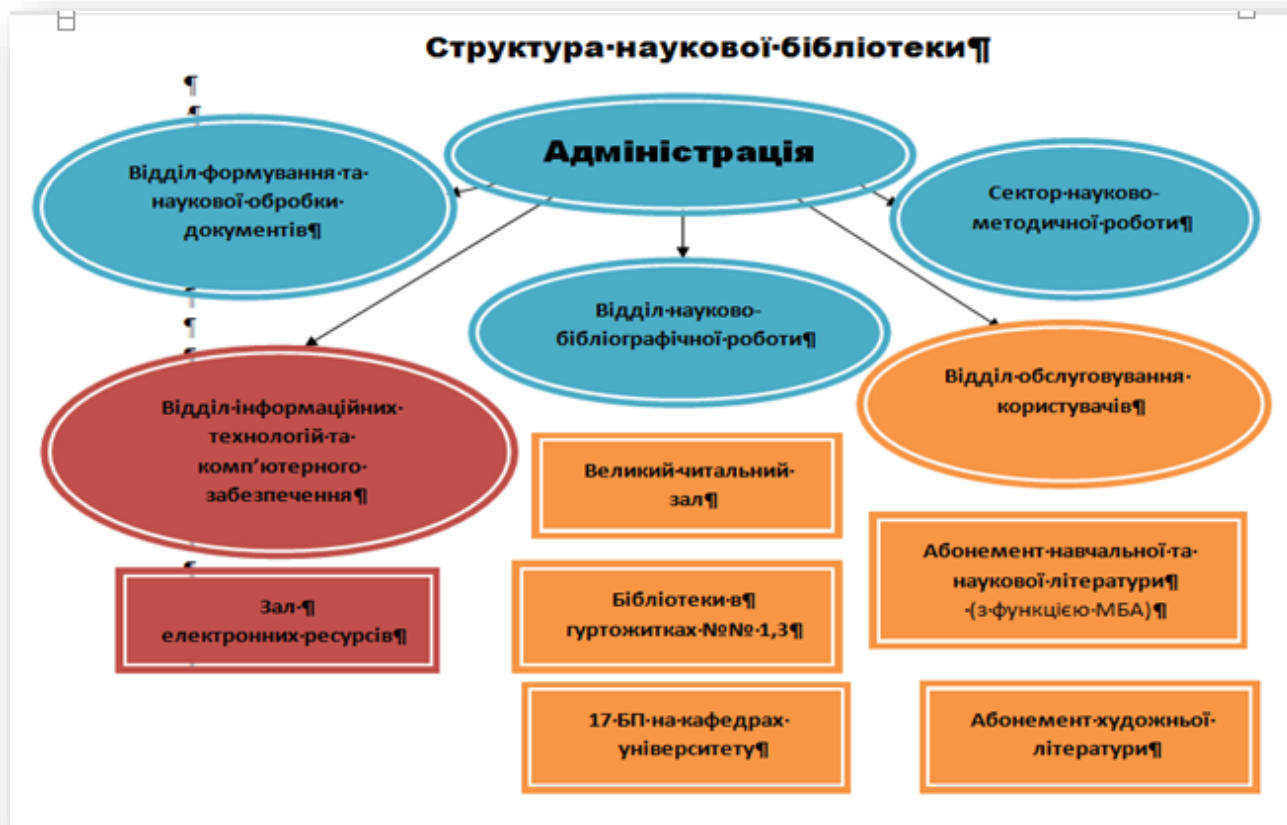 Структура·наукової·бібліотеки¶
¶
¶
Адміністрація
Відділ·формування·та·
наукової·обробки·
документів¶
Сектор·науково-
методичної·роботи¶
¶
¶
¶
Відділ·науково-
бібліографічної·роботи¶
Відділ·обслуговування·
користувачів¶
Відділ·інформаційних·
технологій·та·
комп’ютерного·
забезпечення¶
Великий·читальний·
зал¶
¶
Абонемент·навчальної·та·
наукової·літератури¶
·(з·функцією·МБА)¶
Зал·¶
електронних·ресурсів¶
Бібліотеки·в¶
гуртожитках·№№·1,3¶
17·БП·на·кафедрах·
університету¶
Абонемент·художньої·
літератури¶